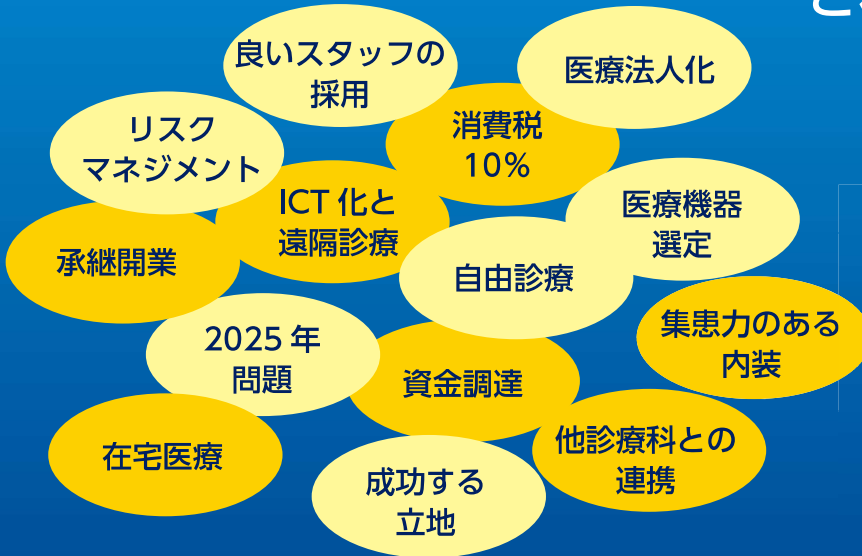 良いスタッフの
採用
医療法人化
リスク
マネジメント
消費税
10%
ICT 化と
遠隔診療
医療機器
選定
承継開業
自由診療
2025 年
問題
集患力のある
内装
資金調達
在宅医療
他診療科との
連携
成功する
立地